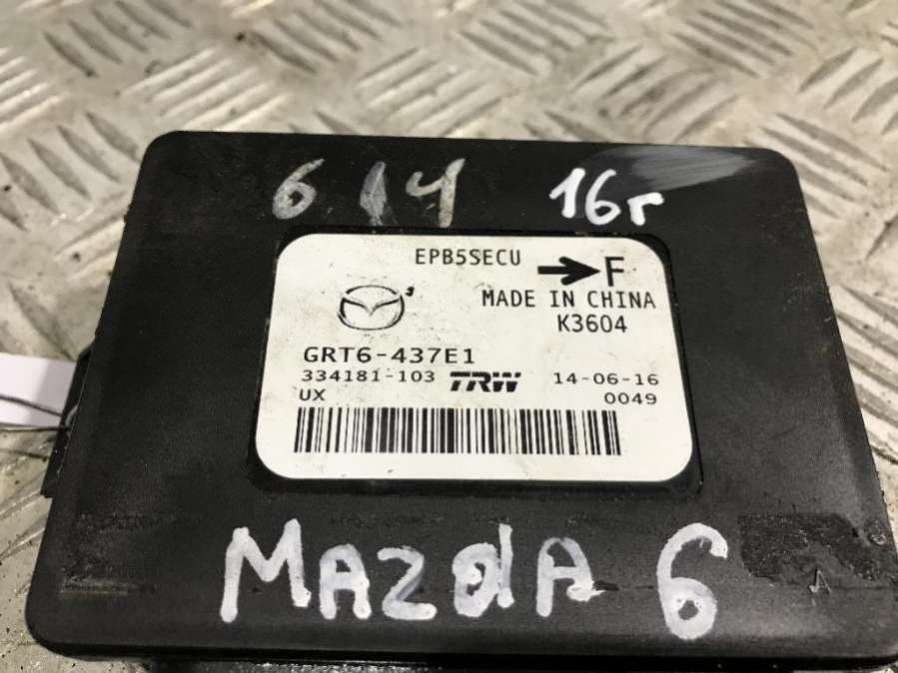 6 14 16г
EPB5SECU F
MADE IN CHINA
K3604
GRT6-437E1
334181-103 TRW 14-06-16
UX 0049
MAZdA 6